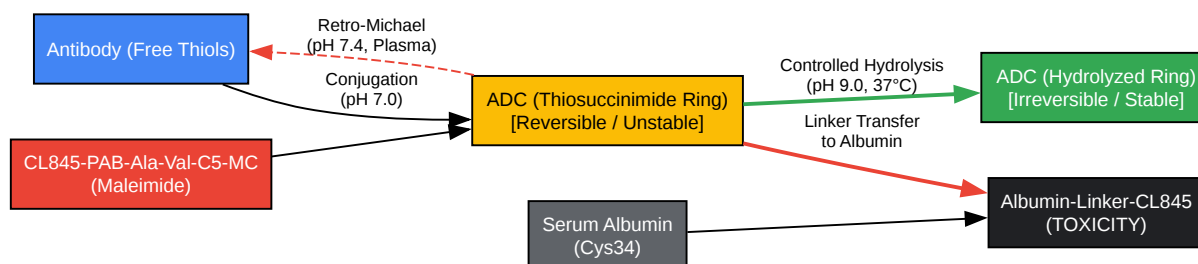 Antibody (Free Thiols)
Retro-Michael
(pH 7.4, Plasma)
Conjugation
(pH 7.0)
CL845-PAB-Ala-Val-C5-MC
(Maleimide)
ADC (Thiosuccinimide Ring)
[Reversible / Unstable]
Controlled Hydrolysis
(pH 9.0, 37°C)
Linker Transfer
to Albumin
ADC (Hydrolyzed Ring)
[Irreversible / Stable]
Serum Albumin
(Cys34)
Albumin-Linker-CL845
(TOXICITY)